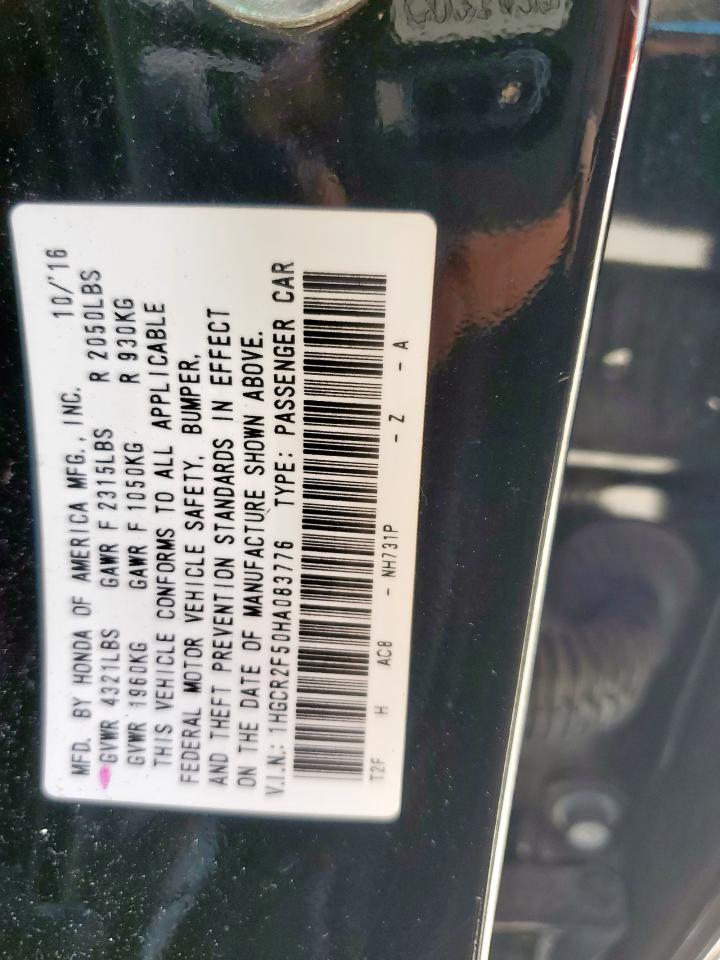 MFD. BY HONDA OF AMERICA MFG., INC. 10/'16
GVWR 4321LBS GAWR F 2315LBS R 2050LBS
GVWR 1960KG GAWR F 1050KG R 930KG
THIS VEHICLE CONFORMS TO ALL APPLICABLE
FEDERAL MOTOR VEHICLE SAFETY, BUMPER,
AND THEFT PREVENTION STANDARDS IN EFFECT
ON THE DATE OF MANUFACTURE SHOWN ABOVE.
V.I.N.: 1HGCR2F50HA083776 TYPE: PASSENGER CAR
T2F H AC8 - NH731P - Z - A